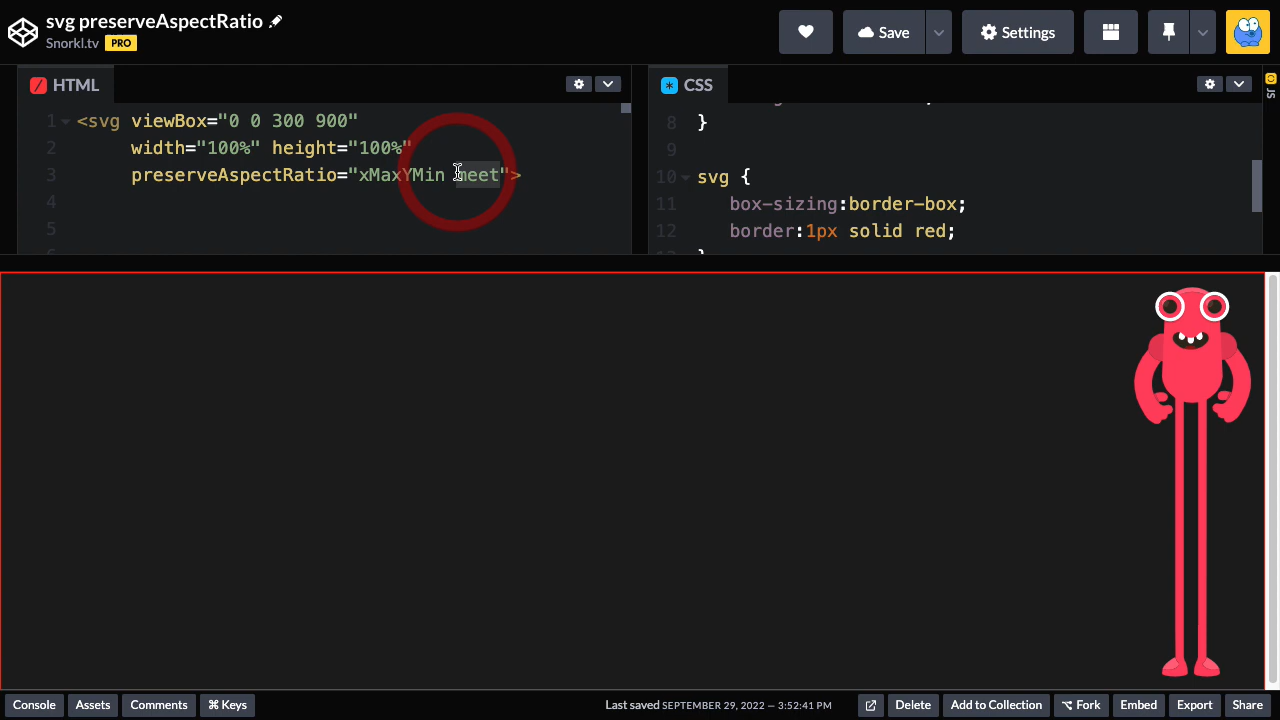 svg preserveAspectRatio
Snorkl.tv PRO
Save
Settings
HTML
CSS
JS
1 <svg viewBox="0 0 300 900"
2 width="100%" height="100%"
3 preserveAspectRatio="xMaxYMin meet">
4
5
8 }
9
10 svg {
11 box-sizing:border-box;
12 border:1px solid red;
Console
Assets
Comments
⌘ Keys
Last saved SEPTEMBER 29, 2022 — 3:52:41 PM
Delete
Add to Collection
Fork
Embed
Export
Share